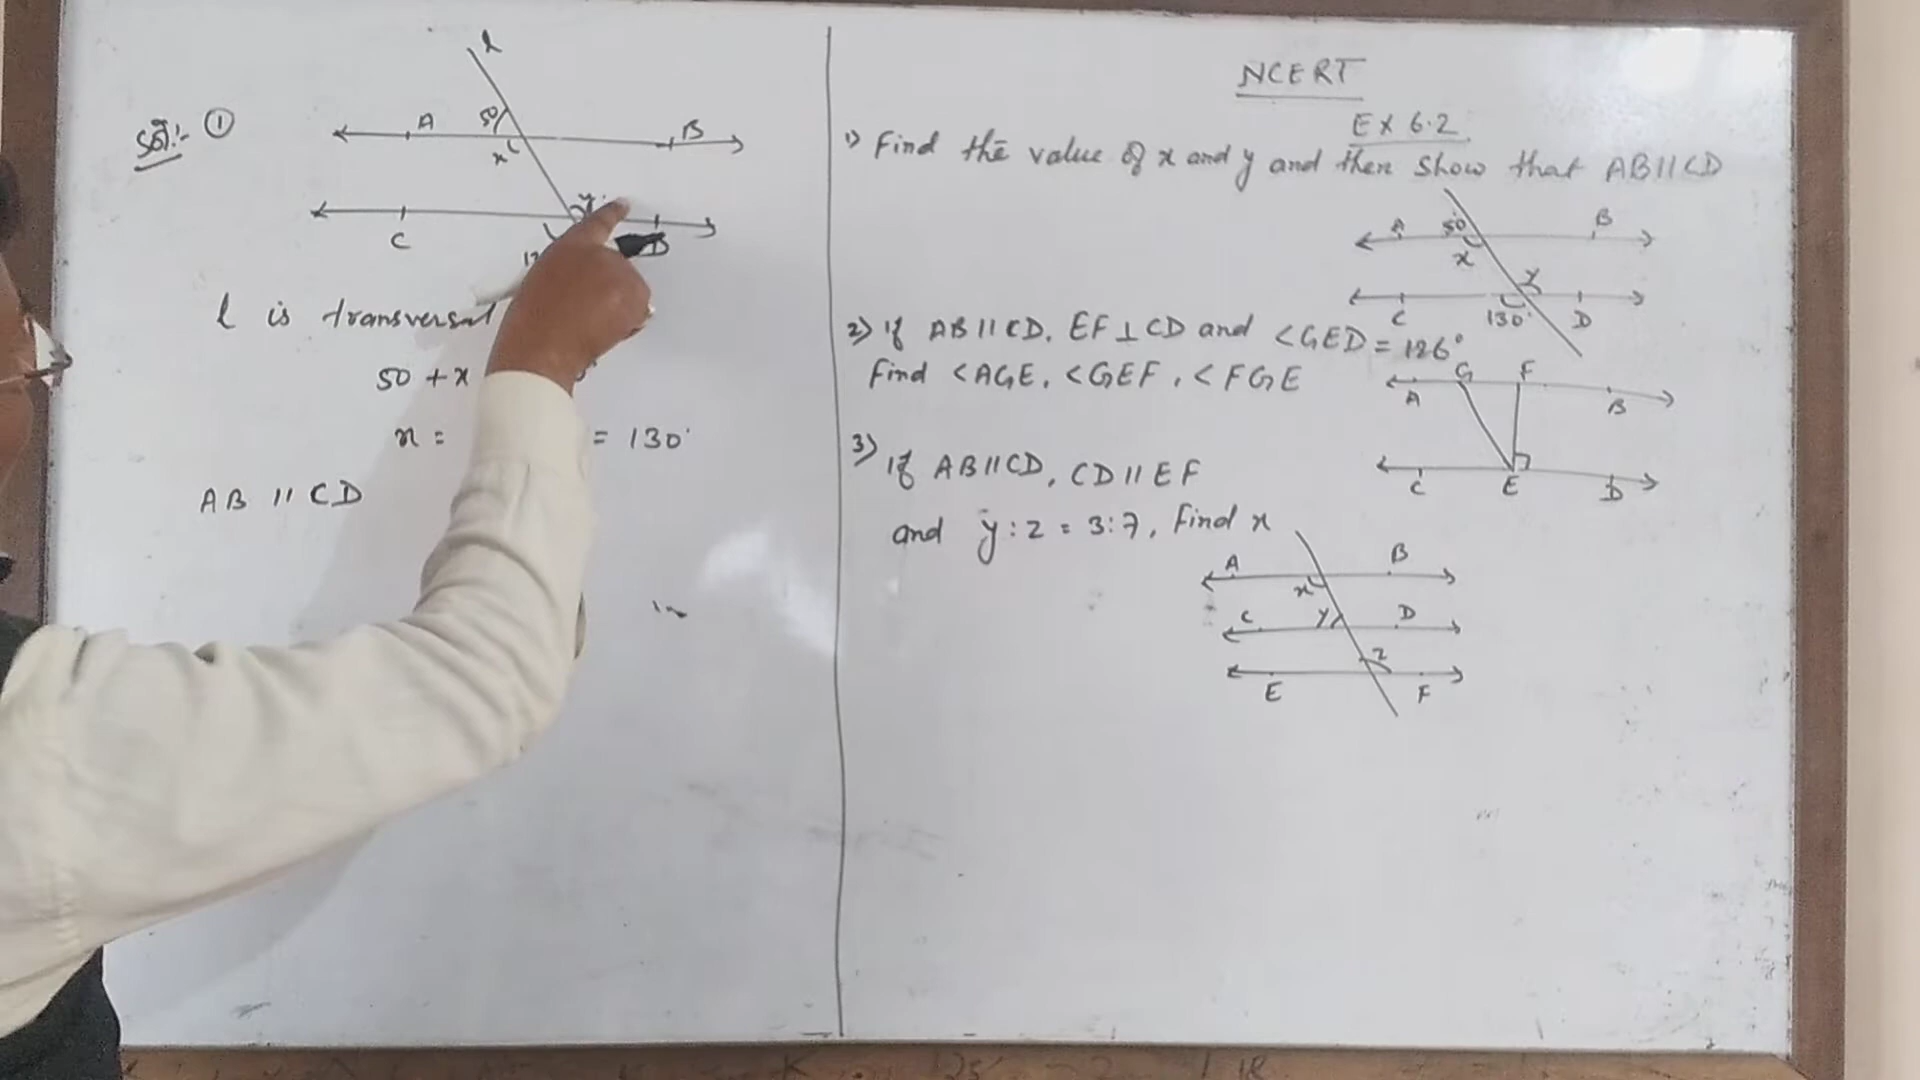 Sol:- ①
l
A
50
B
x
y
C
D
l is transversal
50 + x
x = = 130°
AB || CD
NCERT
EX 6.2
1) Find the value of x and y and then show that AB || CD
A
50°
B
x
y
C
130°
D
2) If AB || CD, EF ⊥ CD and <GED = 126°
Find <AGE, <GEF, <FGE
G F
A
B
C
E
D
3) If AB || CD, CD || EF
and y : z = 3:7, Find x
A
B
x
C
y
D
z
E
F